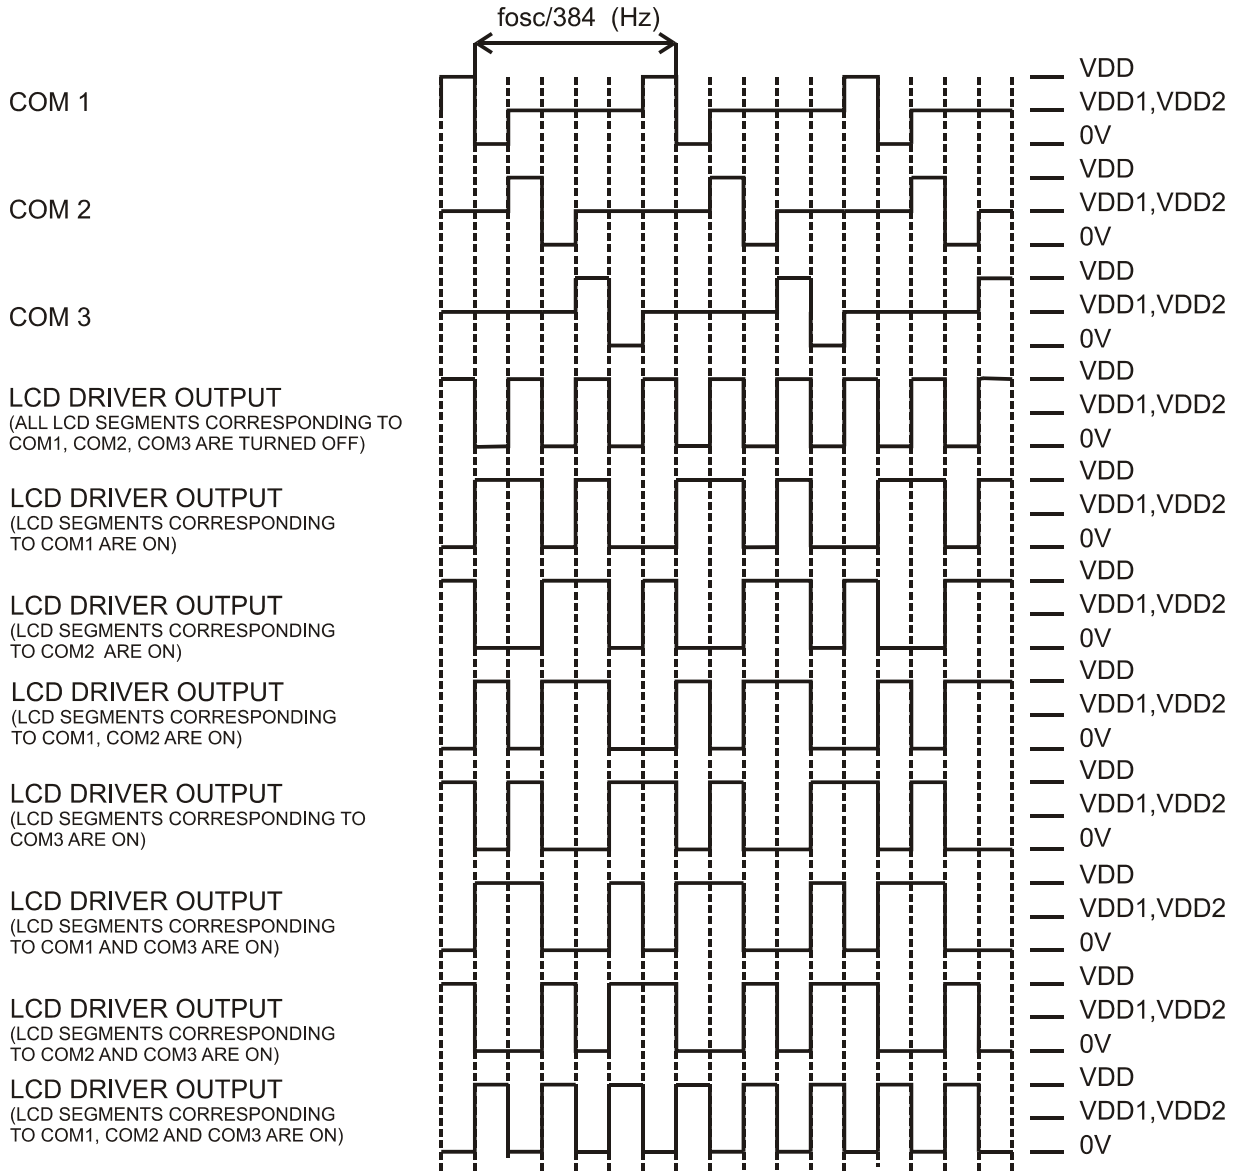 fosc/384 (Hz)
COM 1
VDD
VDD1,VDD2
0V
COM 2
VDD
VDD1,VDD2
0V
COM 3
VDD
VDD1,VDD2
0V
LCD DRIVER OUTPUT
(ALL LCD SEGMENTS CORRESPONDING TO
COM1, COM2, COM3 ARE TURNED OFF)
VDD
VDD1,VDD2
0V
LCD DRIVER OUTPUT
(LCD SEGMENTS CORRESPONDING
TO COM1 ARE ON)
VDD
VDD1,VDD2
0V
LCD DRIVER OUTPUT
(LCD SEGMENTS CORRESPONDING
TO COM2 ARE ON)
VDD
VDD1,VDD2
0V
LCD DRIVER OUTPUT
(LCD SEGMENTS CORRESPONDING
TO COM1, COM2 ARE ON)
VDD
VDD1,VDD2
0V
LCD DRIVER OUTPUT
(LCD SEGMENTS CORRESPONDING TO
COM3 ARE ON)
VDD
VDD1,VDD2
0V
LCD DRIVER OUTPUT
(LCD SEGMENTS CORRESPONDING
TO COM1 AND COM3 ARE ON)
VDD
VDD1,VDD2
0V
LCD DRIVER OUTPUT
(LCD SEGMENTS CORRESPONDING
TO COM2 AND COM3 ARE ON)
VDD
VDD1,VDD2
0V
LCD DRIVER OUTPUT
(LCD SEGMENTS CORRESPONDING
TO COM1, COM2 AND COM3 ARE ON)
VDD
VDD1,VDD2
0V